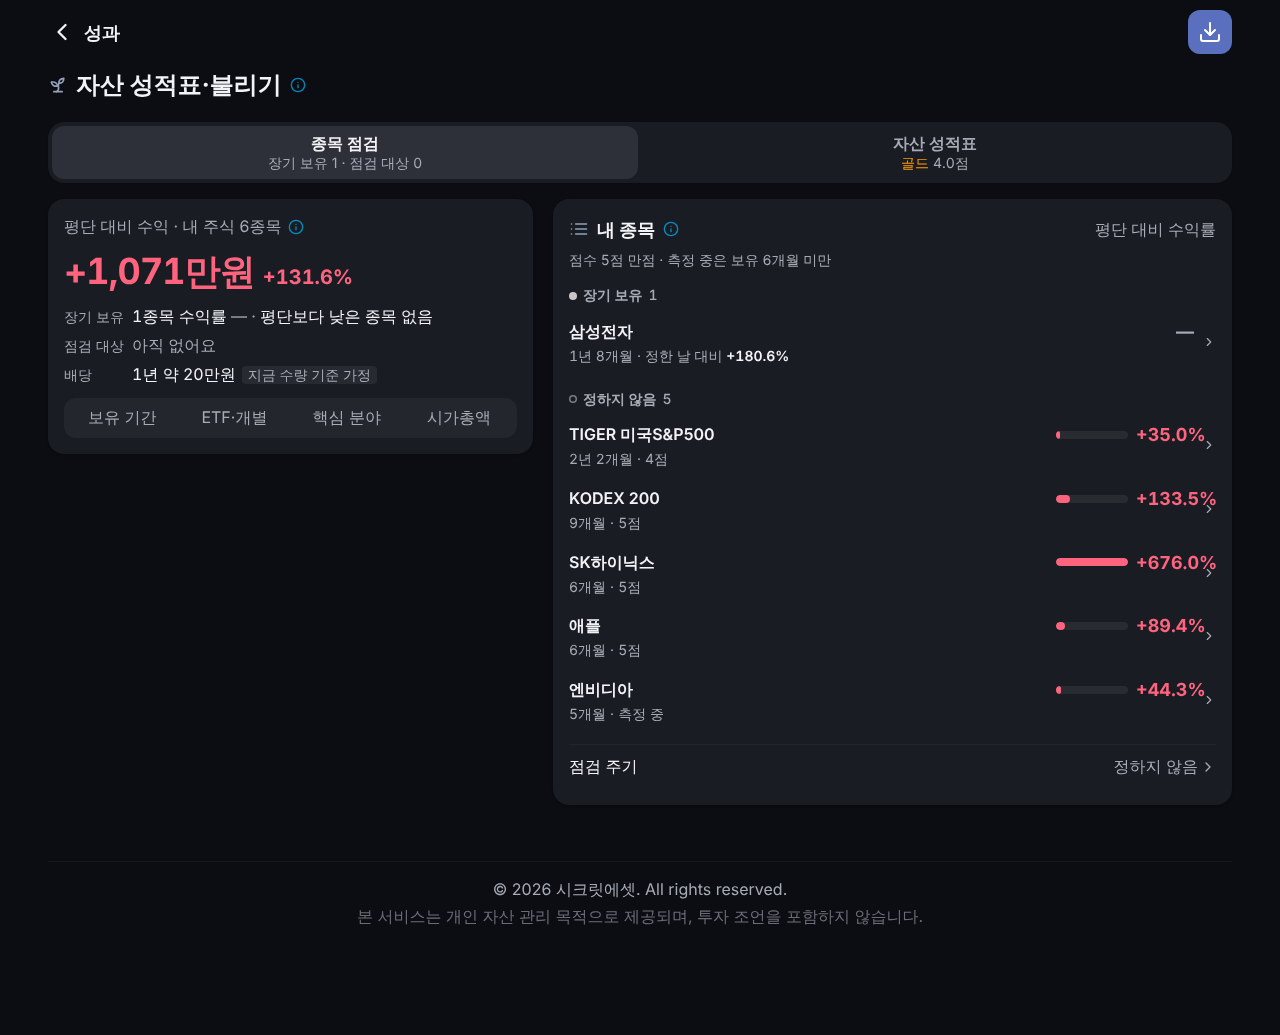 성과
자산 성적표·불리기
종목 점검
장기 보유 1 · 점검 대상 0
자산 성적표
골드 4.0점
평단 대비 수익 · 내 주식 6종목
+1,071만원 +131.6%
장기 보유 1종목 수익률 — · 평단보다 낮은 종목 없음
점검 대상 아직 없어요
배당 1년 약 20만원 지금 수량 기준 가정
보유 기간 ETF·개별 핵심 분야 시가총액
내 종목 평단 대비 수익률
점수 5점 만점 · 측정 중은 보유 6개월 미만
장기 보유 1
삼성전자 —
1년 8개월 · 정한 날 대비 +180.6%
정하지 않음 5
TIGER 미국S&P500 +35.0%
2년 2개월 · 4점
KODEX 200 +133.5%
9개월 · 5점
SK하이닉스 +676.0%
6개월 · 5점
애플 +89.4%
6개월 · 5점
엔비디아 +44.3%
5개월 · 측정 중
점검 주기 정하지 않음
© 2026 시크릿에셋. All rights reserved.
본 서비스는 개인 자산 관리 목적으로 제공되며, 투자 조언을 포함하지 않습니다.